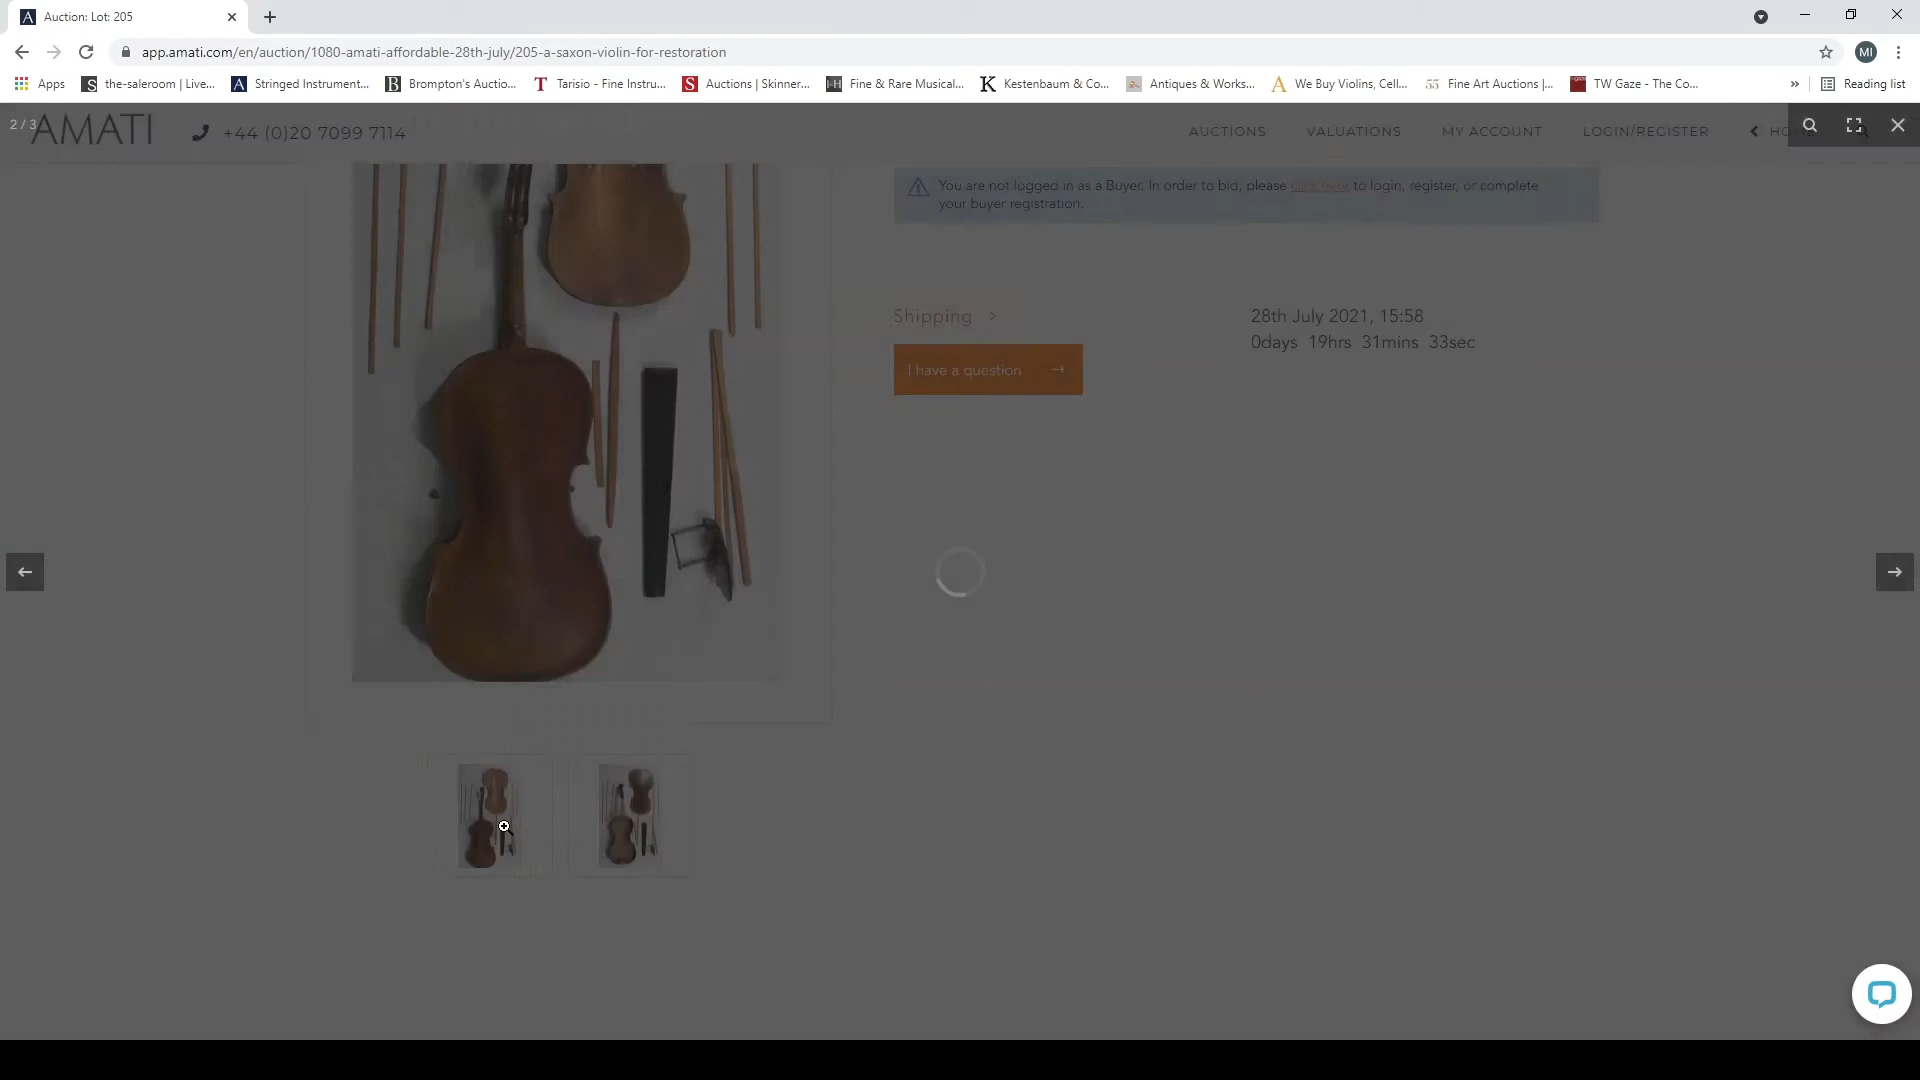 Auction: Lot: 205
app.amati.com/en/auction/1080-amati-affordable-28th-july/205-a-saxon-violin-for-restoration
MI
Apps
the-saleroom | Live...
Stringed Instrument...
Brompton's Auctio...
Tarisio - Fine Instru...
Auctions | Skinner...
Fine & Rare Musical...
Kestenbaum & Co...
Antiques & Works...
We Buy Violins, Cell...
Fine Art Auctions |...
TW Gaze - The Co...
Reading list
2 / 3
AMATI
+44 (0)20 7099 7114
AUCTIONS
VALUATIONS
MY ACCOUNT
LOGIN/REGISTER
You are not logged in as a Buyer. In order to bid, please click here to login, register, or complete
your buyer registration.
Shipping
28th July 2021, 15:58
0days 19hrs 31mins 33sec
I have a question